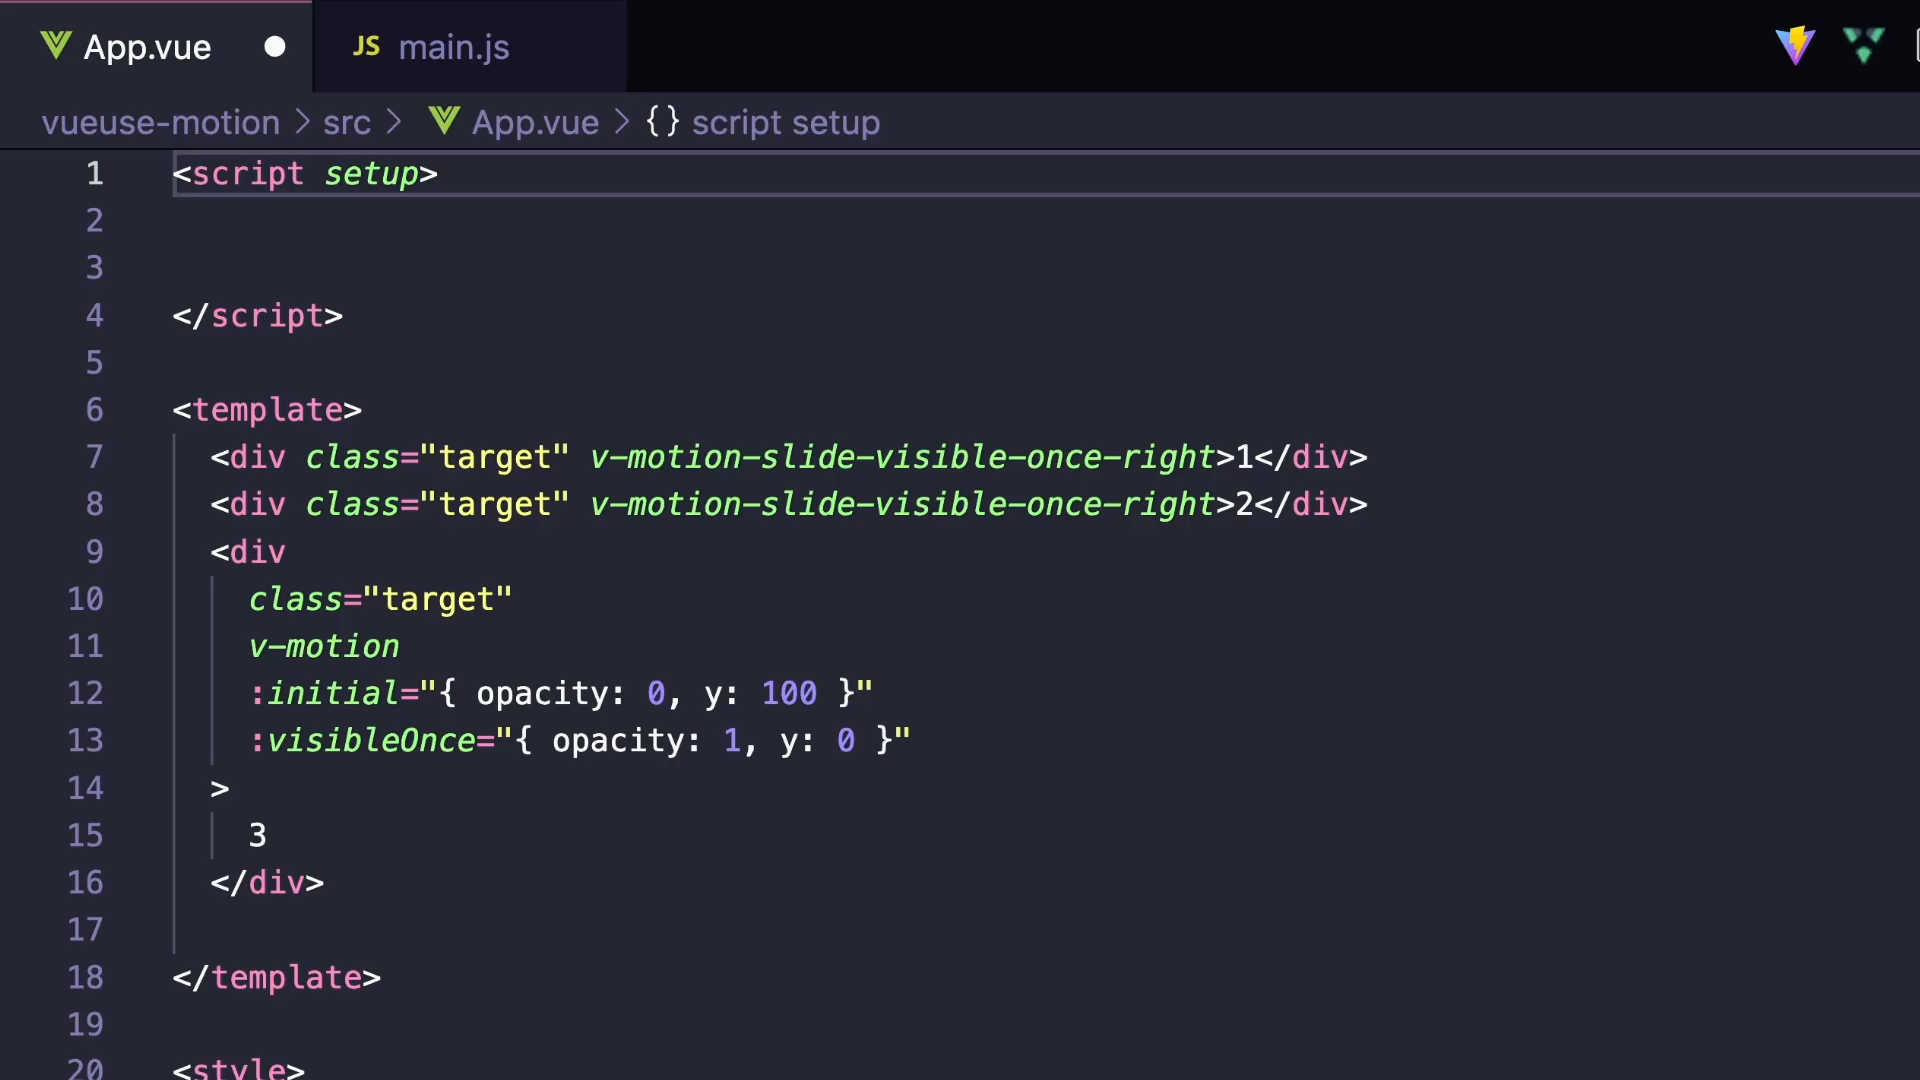 App.vue
JS main.js
vueuse-motion > src > App.vue > {} script setup
1 <script setup>
2
3
4 </script>
5
6 <template>
7 <div class="target" v-motion-slide-visible-once-right>1</div>
8 <div class="target" v-motion-slide-visible-once-right>2</div>
9 <div
10 class="target"
11 v-motion
12 :initial="{ opacity: 0, y: 100 }"
13 :visibleOnce="{ opacity: 1, y: 0 }"
14 >
15 3
16 </div>
17
18 </template>
19
20 <style>